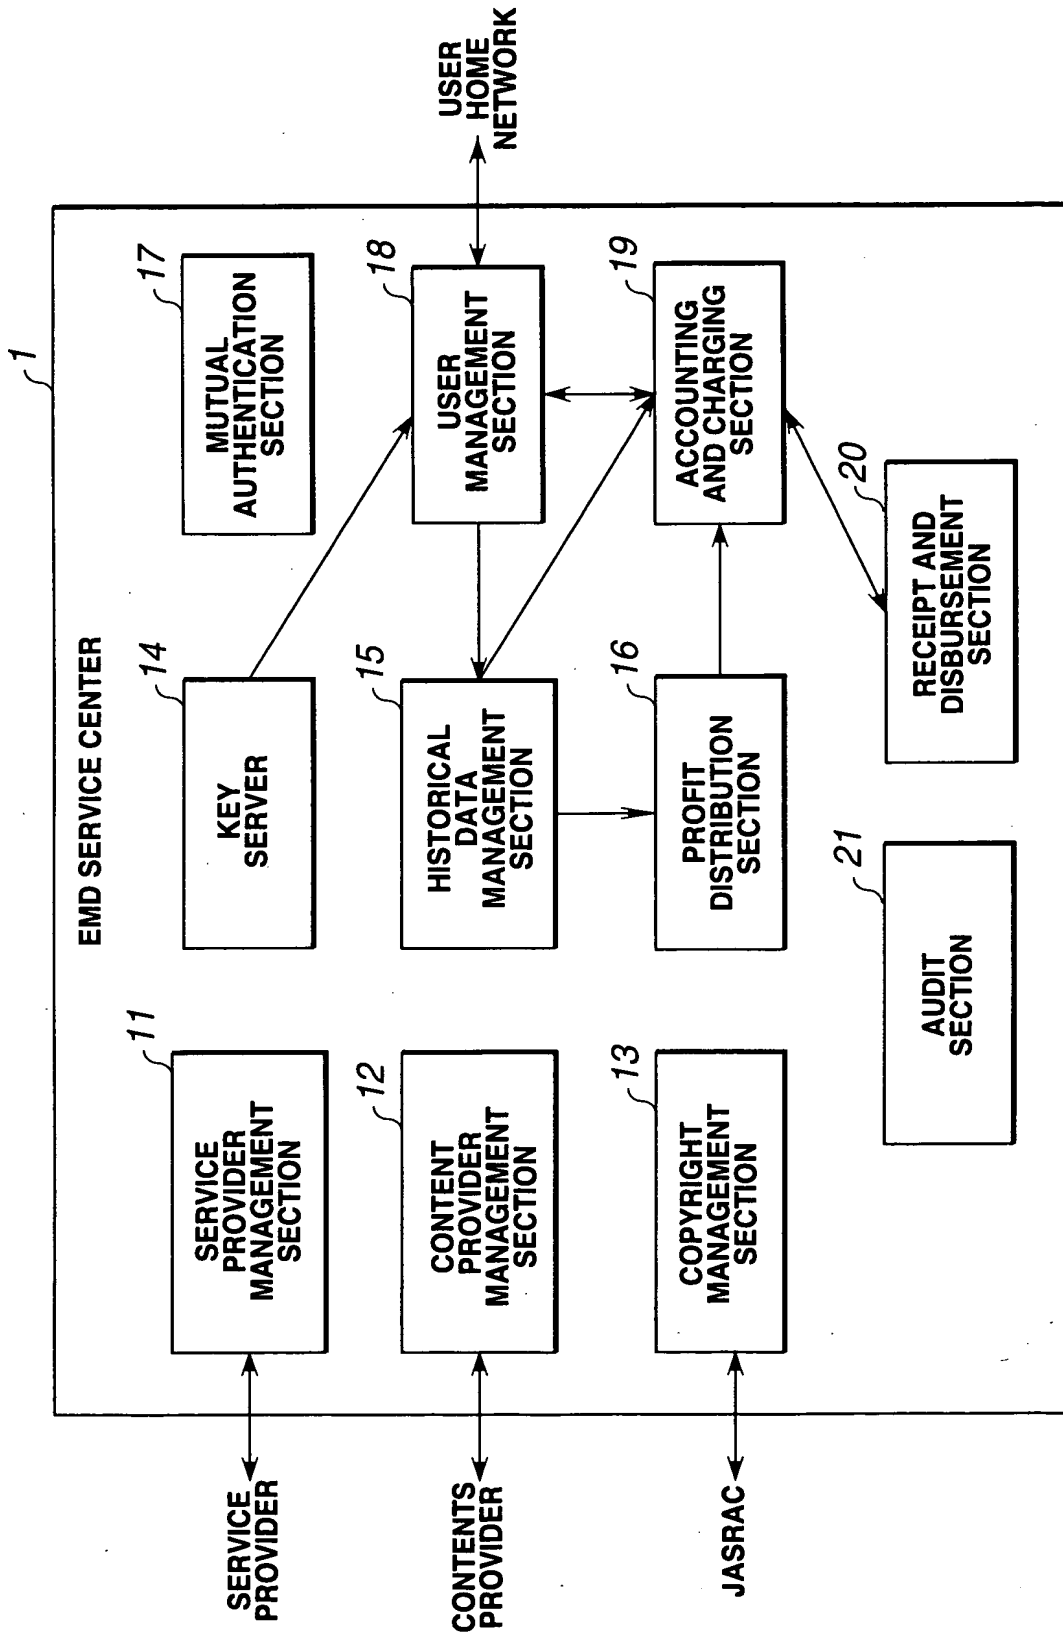 1
EMD SERVICE CENTER
SERVICE
PROVIDER
11
SERVICE
PROVIDER
MANAGEMENT
SECTION
14
KEY
SERVER
17
MUTUAL
AUTHENTICATION
SECTION
CONTENTS
PROVIDER
12
CONTENT
PROVIDER
MANAGEMENT
SECTION
15
HISTORICAL
DATA
MANAGEMENT
SECTION
18
USER
MANAGEMENT
SECTION
USER
HOME
NETWORK
JASRAC
13
COPYRIGHT
MANAGEMENT
SECTION
16
PROFIT
DISTRIBUTION
SECTION
19
ACCOUNTING
AND CHARGING
SECTION
21
AUDIT
SECTION
20
RECEIPT AND
DISBURSEMENT
SECTION